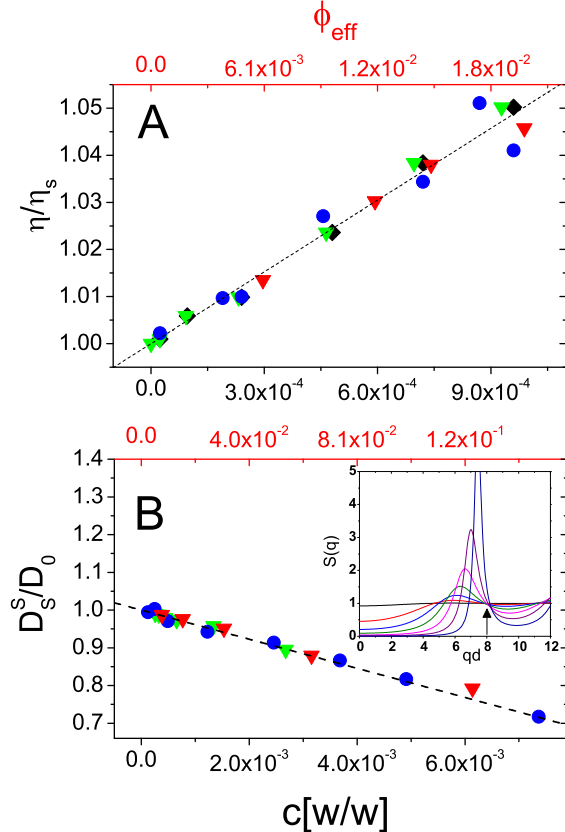 ϕeff
0.0 6.1x10⁻³ 1.2x10⁻² 1.8x10⁻²
A
η/ηs
1.05
1.04
1.03
1.02
1.01
1.00
0.0 3.0x10⁻⁴ 6.0x10⁻⁴ 9.0x10⁻⁴
0.0 4.0x10⁻² 8.1x10⁻² 1.2x10⁻¹
B
D_S^S/D₀
1.4
1.3
1.2
1.1
1.0
0.9
0.8
0.7
S(q)
5
4
3
2
1
0
0 2 4 6 8 10 12
qd
0.0 2.0x10⁻³ 4.0x10⁻³ 6.0x10⁻³
c[w/w]